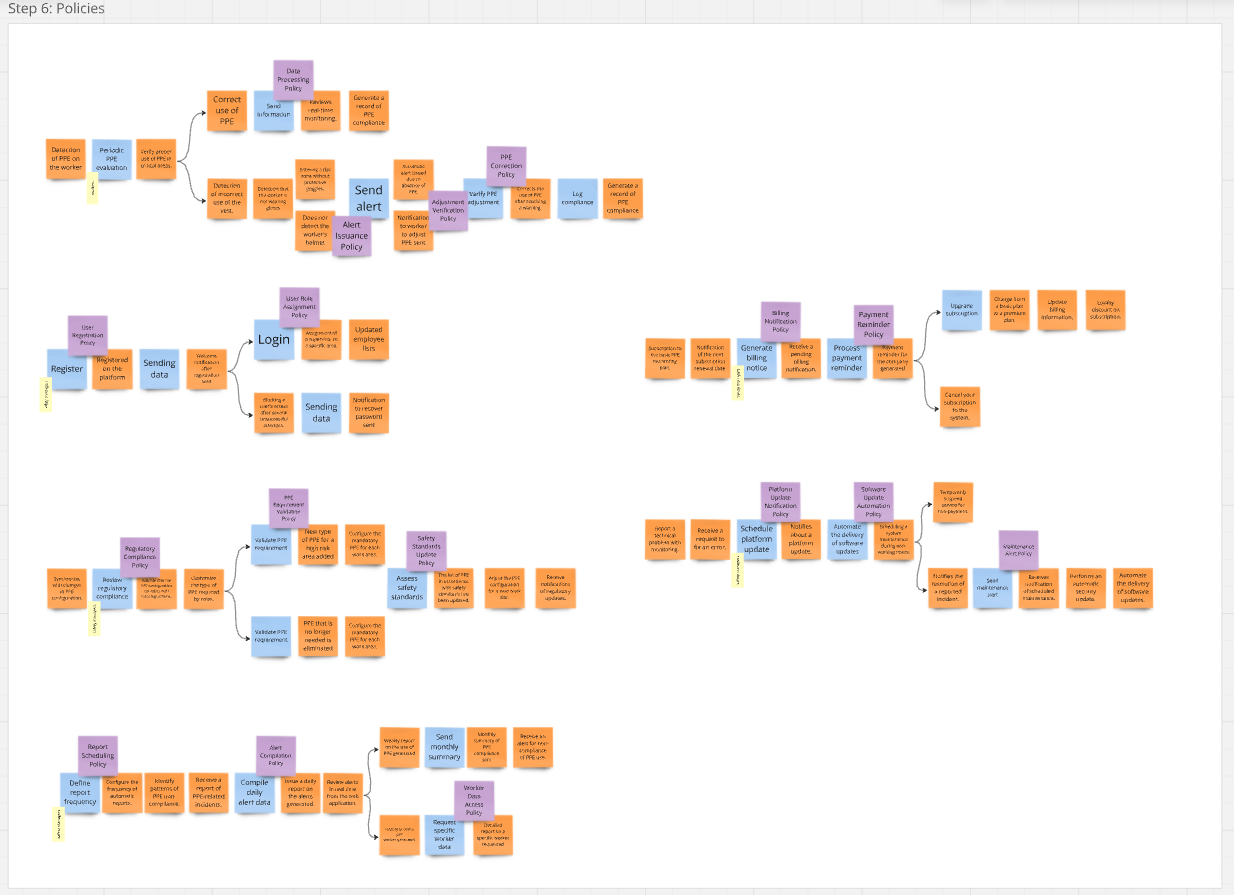 Step 6: Policies
Date
Processing
Policy
Correct
use of
PPE
Send
information
Reviews
real-time
monitoring.
Generate a
record of
PPE
compliance
Detection
of PPE on
the worker
Periodic
PPE
evaluation
Verify proper
use of PPE in
critical areas.
Detection
of incorrect
use of the
vest.
Detection that
the worker is
not wearing
gloves
Entering a risk
zone without
protective
goggles.
Does not
detect the
worker's
helmet
Send
alert
Alert
Issuance
Policy
Automatic
alert issued
due to
absence of
PPE.
Notification
to worker
to adjust
PPE sent
Adjustment
Verification
Policy
PPE
Correction
Policy
Verify PPE
adjustment
Corrects the
use of PPE
after receiving
a warning.
Log
compliance
Generate a
record of
PPE
compliance
User
Registration
Policy
Register
Registered
on the
platform
Sending
data
Welcome
notification
after
registration
sent
User Role
Assignment
Policy
Login
Assignment of
a supervisor to
a specific area.
Updated
employee
lists
Blocking a
user's access
after several
unsuccessful
attempts.
Sending
data
Notification
to recover
password
sent
Billing
Notification
Policy
Payment
Reminder
Policy
Subscription to
the basic PPE
monitoring
plan.
Notification
of the next
subscription
renewal date
Generate
billing
notice
Receive a
pending
billing
notification.
Process
payment
reminder
Payment
reminder for
the company
generated
Upgrade
subscription
Change from
a basic plan
to a premium
plan.
Update
billing
information.
Loyalty
discount on
subscription.
Cancel your
subscription
to the
system.
Regulatory
Compliance
Policy
Review
regulatory
compliance
Customize
the type of
PPE required
by roles.
PPE
Requirement
Validation
Policy
Validate PPE
requirement
New type
of PPE for a
high risk
area added
Configure the
mandatory
PPE for each
work area.
Validate PPE
requirement
PPE that is
no longer
needed is
eliminated
Configure the
mandatory
PPE for each
work area.
Safety
Standards
Update
Policy
Assess
safety
standards
The list of PPE
in accordance
with safety
standards have
been updated.
Adjust the PPE
configuration
for a new work
site.
Receive
notifications
of regulatory
updates.
Platform
Update
Notification
Policy
Software
Update
Automation
Policy
Report a
technical
problem with
monitoring.
Receive a
request to
fix an error.
Schedule
platform
update
Notifies
about a
platform
update.
Automate
the delivery
of software
updates
Scheduling a
system
maintenance
during non-
working hours.
Temporarily
suspend
service for
non-payment.
Notifies the
resolution of
a reported
incident.
Maintenance
Alert Policy
Send
maintenance
alert
Receives
notification
of scheduled
maintenance.
Performs an
automatic
security
update.
Automate
the delivery
of software
updates.
Report
Scheduling
Policy
Define
report
frequency
Configure the
frequency of
automatic
reports.
Identify
patterns of
PPE non-
compliance.
Receive a
report of
PPE-related
incidents.
Alert
Compilation
Policy
Compile
daily
alert data
Issue a daily
report on
the alerts
generated.
Review alerts
in real time
from the web
application.
Weekly report
on the use of
PPE generated
Send
monthly
summary
Monthly
summary of
PPE
compliance
sent
Receive an
alert for non-
compliance
of PPE use.
Worker
Data
Access
Policy
Request
specific
worker
data
Detailed
report on a
specific worker
requested